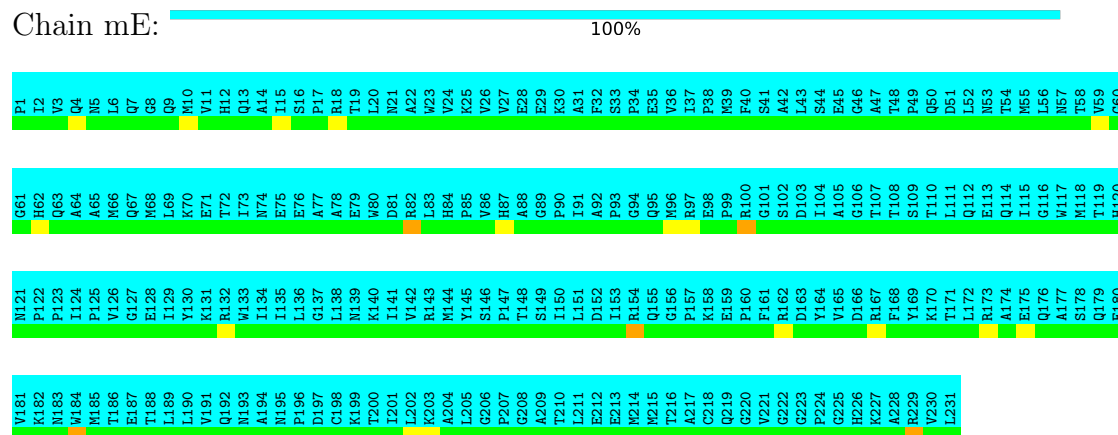 Chain mE:
100%
P1 I2 V3 Q4 N5 L6 Q7 G8 Q9 M10 V11 H12 Q13 A14 I15 S16 P17 R18 T19 L20 N21 A22 W23 V24 K25 V26 V27 E28 E29 K30 A31 F32 S33 P34 E35 V36 I37 P38 M39 F40 S41 A42 L43 S44 E45 G46 A47 T48 P49 Q50 D51 L52 N53 T54 M55 L56 N57 T58 V59 G60
G61 H62 Q63 A64 A65 M66 Q67 M68 L69 K70 E71 T72 I73 N74 E75 E76 A77 A78 E79 W80 D81 R82 L83 H84 P85 V86 H87 A88 G89 P90 I91 A92 P93 G94 Q95 M96 R97 E98 P99 R100 G101 S102 D103 I104 A105 G106 T107 T108 S109 T110 L111 Q112 E113 Q114 I115 G116 W117 M118 T119
N121 P122 P123 I124 P125 V126 G127 E128 I129 Y130 K131 R132 W133 I134 I135 L136 G137 L138 N139 K140 I141 V142 R143 M144 Y145 S146 P147 T148 S149 I150 L151 D152 I153 R154 Q155 G156 P157 K158 E159 P160 F161 R162 D163 Y164 V165 D166 R167 F168 Y169 K170 T171 L172 R173 A174 E175 Q176 A177 S178 Q179
V181 K182 N183 W184 M185 T186 E187 T188 L189 L190 V191 Q192 N193 A194 N195 P196 D197 C198 K199 T200 I201 L202 K203 A204 L205 G206 P207 G208 A209 T210 L211 E212 E213 M214 M215 T216 A217 C218 Q219 G220 V221 G222 G223 P224 G225 H226 K227 A228 R229 V230 L231